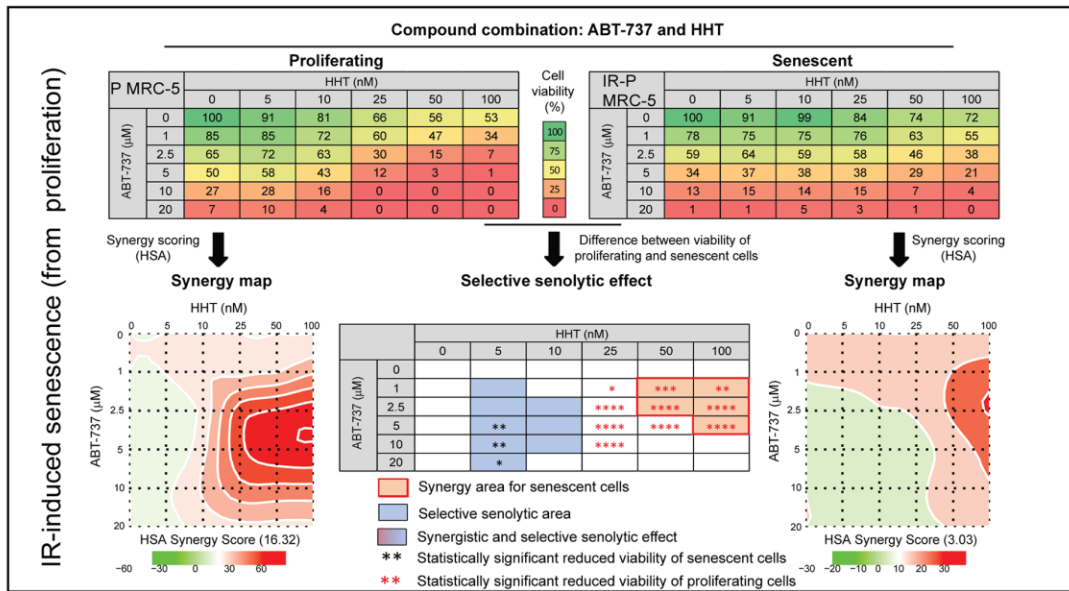 IR-induced senescence (from proliferation)
Compound combination: ABT-737 and HHT
Proliferating
P MRC-5
HHT (nM)
0 5 10 25 50 100
ABT-737 (µM)
0 100 91 81 66 56 53
1 85 85 72 60 47 34
2.5 65 72 63 30 15 7
5 50 58 43 12 3 1
10 27 28 16 0 0 0
20 7 10 4 0 0 0
Cell
viability
(%)
100
75
50
25
0
Senescent
IR-P
MRC-5
HHT (nM)
0 5 10 25 50 100
ABT-737 (µM)
0 100 91 99 84 74 72
1 78 75 75 76 63 55
2.5 59 64 59 58 46 38
5 34 37 38 38 29 21
10 13 15 14 15 7 4
20 1 1 5 3 1 0
Synergy scoring
(HSA)
Difference between viability of
proliferating and senescent cells
Synergy scoring
(HSA)
Synergy map
HHT (nM)
0 5 10 25 50 100
ABT-737 (µM)
0
1
2.5
5
10
20
HSA Synergy Score (16.32)
−60 −30 0 30 60
Selective senolytic effect
HHT (nM)
0 5 10 25 50 100
ABT-737 (µM)
0
1 * *** **
2.5 **** **** ****
5 ** **** **** ****
10 ** ****
20 *
Synergy area for senescent cells
Selective senolytic area
Synergistic and selective senolytic effect
** Statistically significant reduced viability of senescent cells
** Statistically significant reduced viability of proliferating cells
Synergy map
HHT (nM)
0 5 10 25 50 100
ABT-737 (µM)
0
1
2.5
5
10
20
HSA Synergy Score (3.03)
−30 −20 −10 0 10 20 30